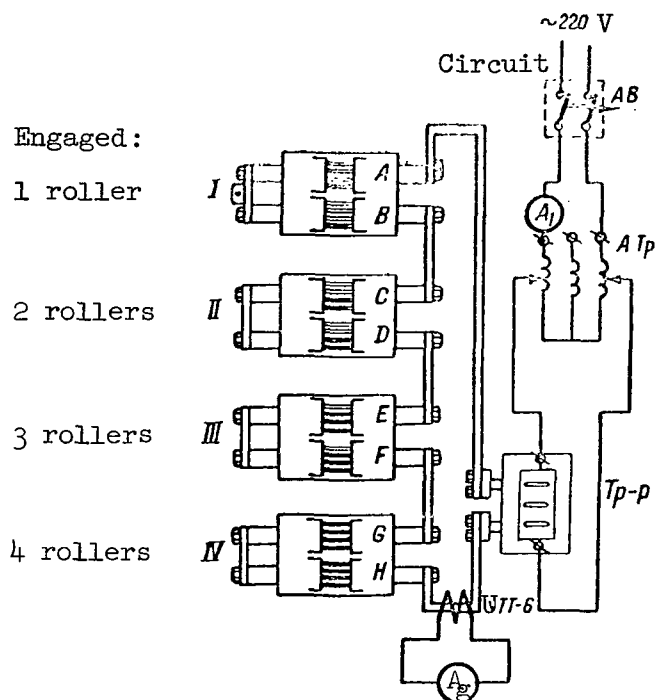 ~220 V
Circuit
AB
Engaged:
1 roller I A B
A1
ATp
2 rollers II C D
3 rollers III E F
Tp-p
4 rollers IV G H
UTT-6
Ag